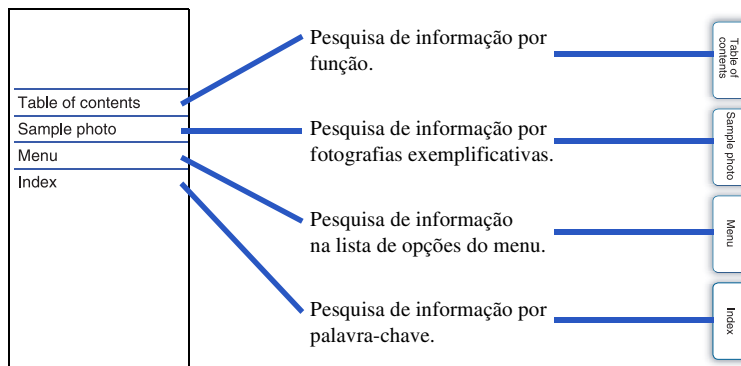 Table of contents
Sample photo
Menu
Index
Pesquisa de informação por
função.
Pesquisa de informação por
fotografias exemplificativas.
Pesquisa de informação
na lista de opções do menu.
Pesquisa de informação por
palavra-chave.
Table of
contents
Sample photo
Menu
Index